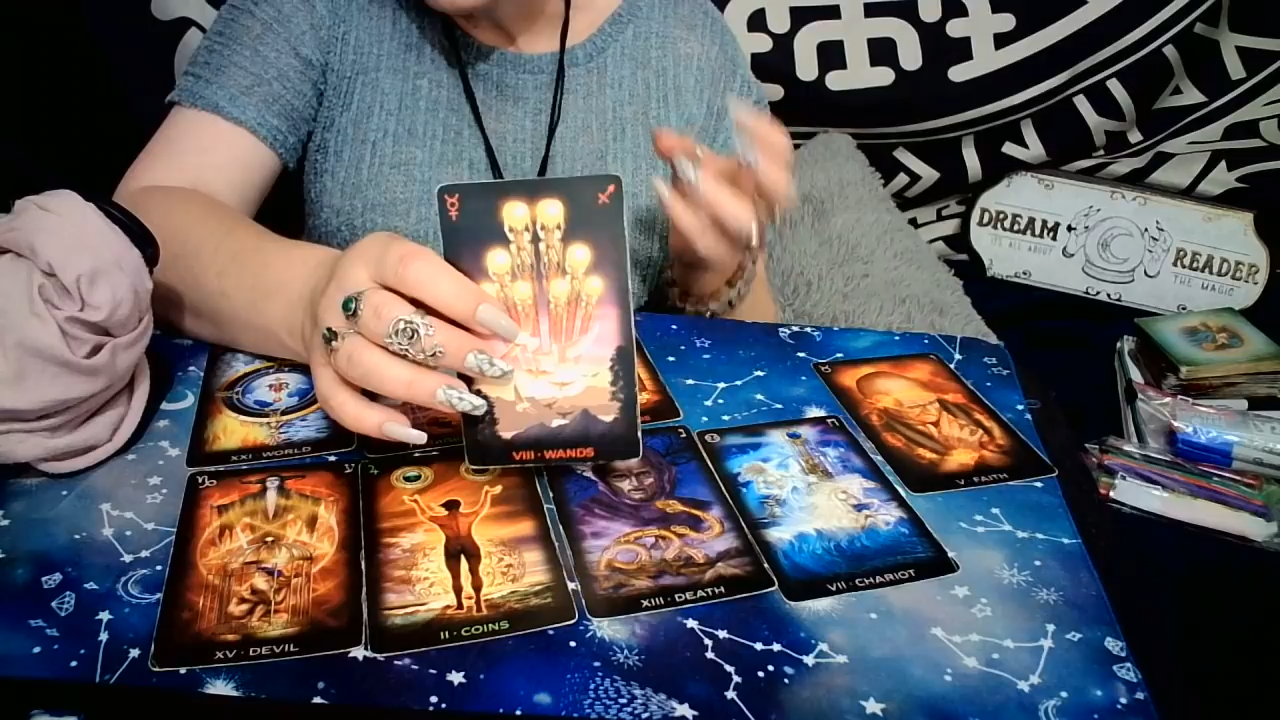 DREAM
READER
IT'S ALL ABOUT
THE MAGIC
VIII · WANDS
XXI · WORLD
V · FAITH
XV · DEVIL
II · COINS
XIII · DEATH
VII · CHARIOT